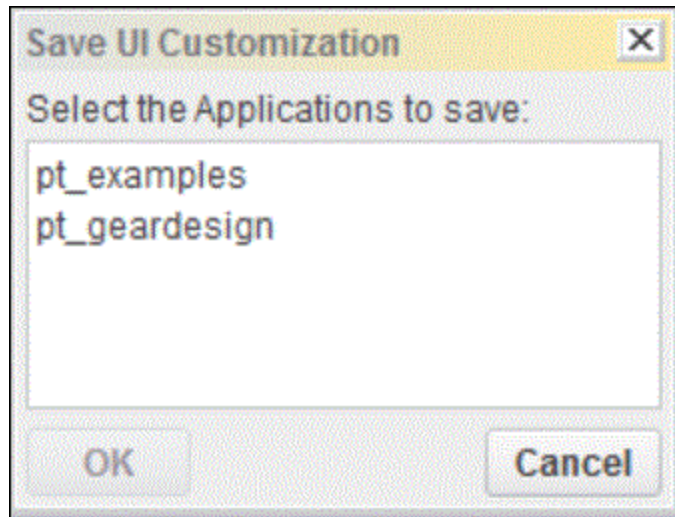 Save UI Customization
Select the Applications to save:
pt_examples
pt_geardesign
OK
Cancel